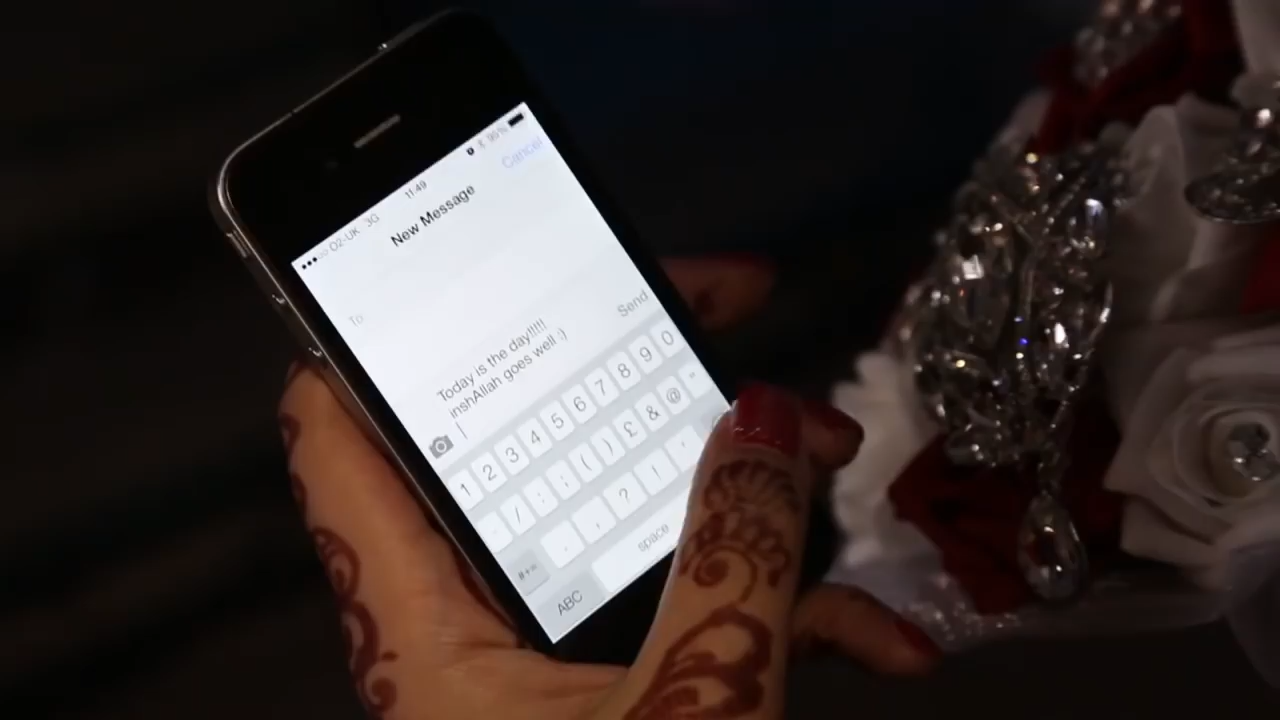 ●●●○○ O2-UK 3G 11:49 99%
New Message Cancel
To
Today is the day!!!!!
inshAllah goes well :)
Send
1 2 3 4 5 6 7 8 9 0
- / : ; ( ) £ & @ "
#+= . , ? ! '
ABC space